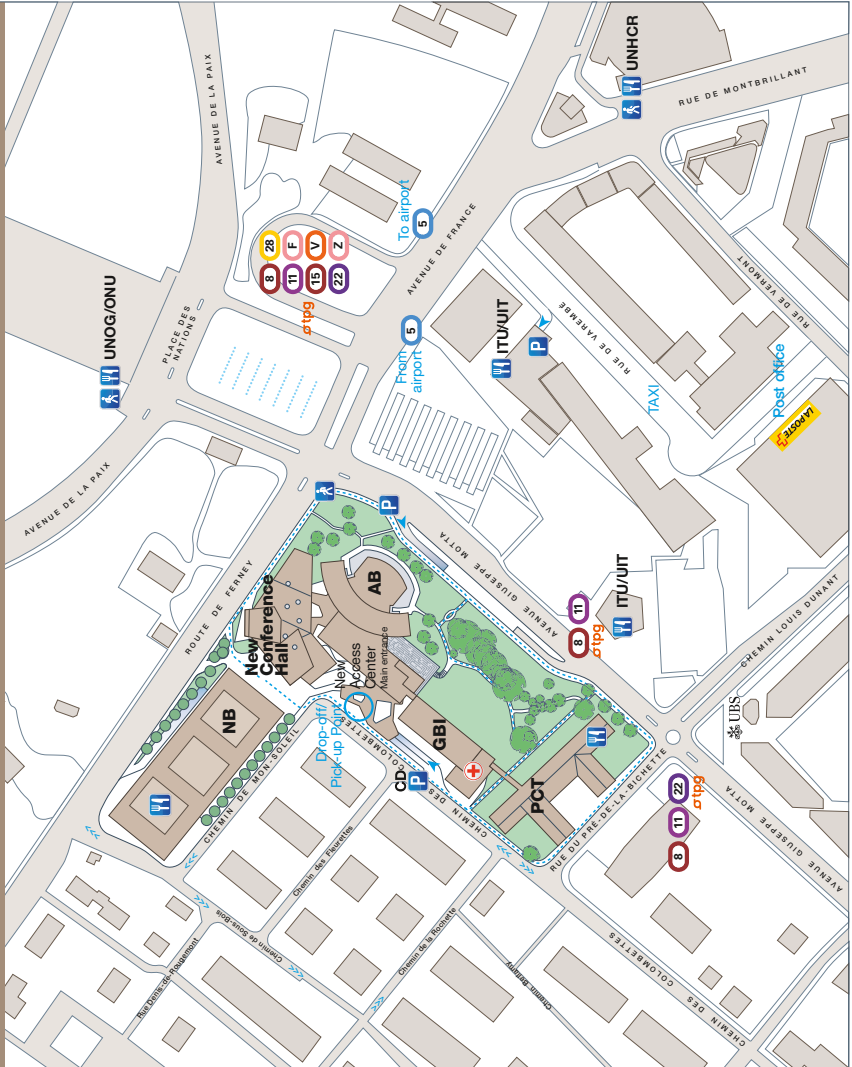 AVENUE DE LA PAIX
UNOG/ONU
PLACE DES
NATIONS
AVENUE DE LA PAIX
ROUTE DE FERNEY
8
28
11
F
15
V
22
Z
tpg
To airport
5
From
airport
5
AVENUE DE FRANCE
UNHCR
RUE DE MONTBRILLANT
RUE DE VERMONT
RUE DE VAREMBÉ
ITU/UIT
P
TAXI
Post office
LA POSTE
New
Conference
Hall
AB
New
Access
Center
Main entrance
P
NB
CHEMIN DE MON-SOLEIL
Drop-off/
Pick-up Point
CHEMIN DES COLOMBETTES
CD
P
GBI
PCT
AVENUE GIUSEPPE MOTTA
8
11
tpg
ITU/UIT
CHEMIN LOUIS DUNANT
UBS
RUE DU PRÉ-DE-LA-BICHETTE
8
11
22
tpg
AVENUE GIUSEPPE MOTTA
CHEMIN DES COLOMBETTES
Rue Denis-de-Rougemont
Chemin de Sous-Bois
Chemin des Fleurettes
Chemin de la Rochette
Chemin Bellany